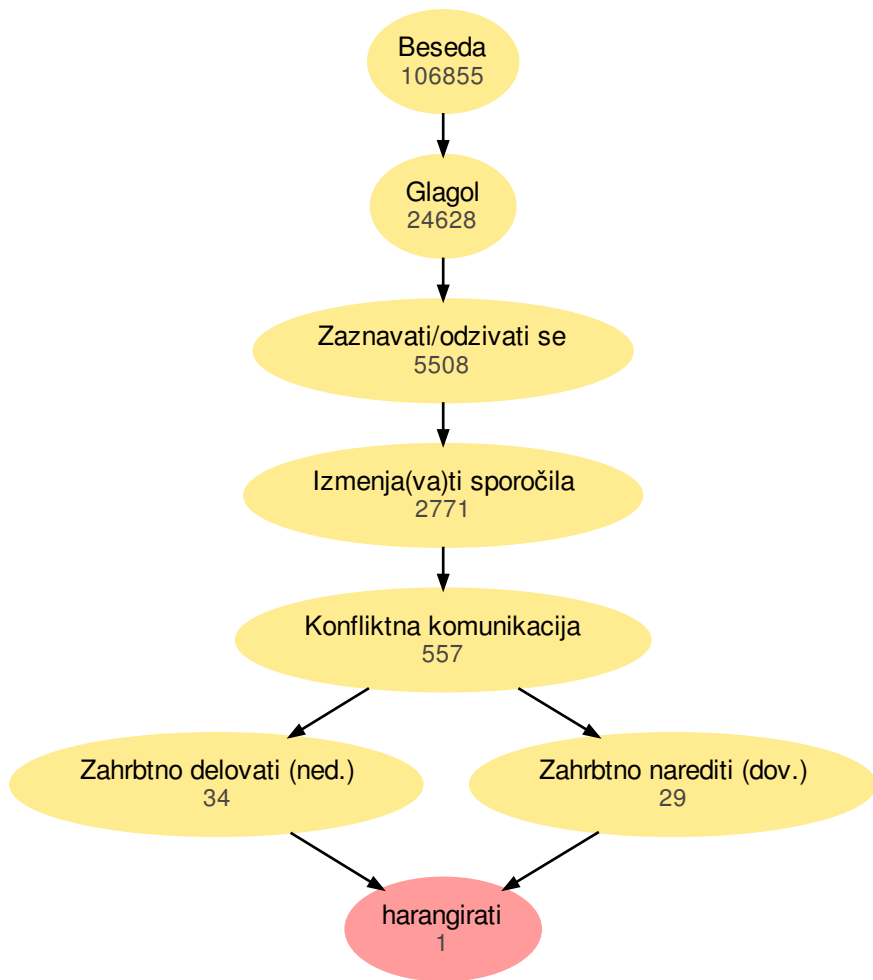 Beseda
106855
Glagol
24628
Zaznavati/odzivati se
5508
Izmenja(va)ti sporočila
2771
Konfliktna komunikacija
557
Zahrbtno delovati (ned.)
34
Zahrbtno narediti (dov.)
29
harangirati
1